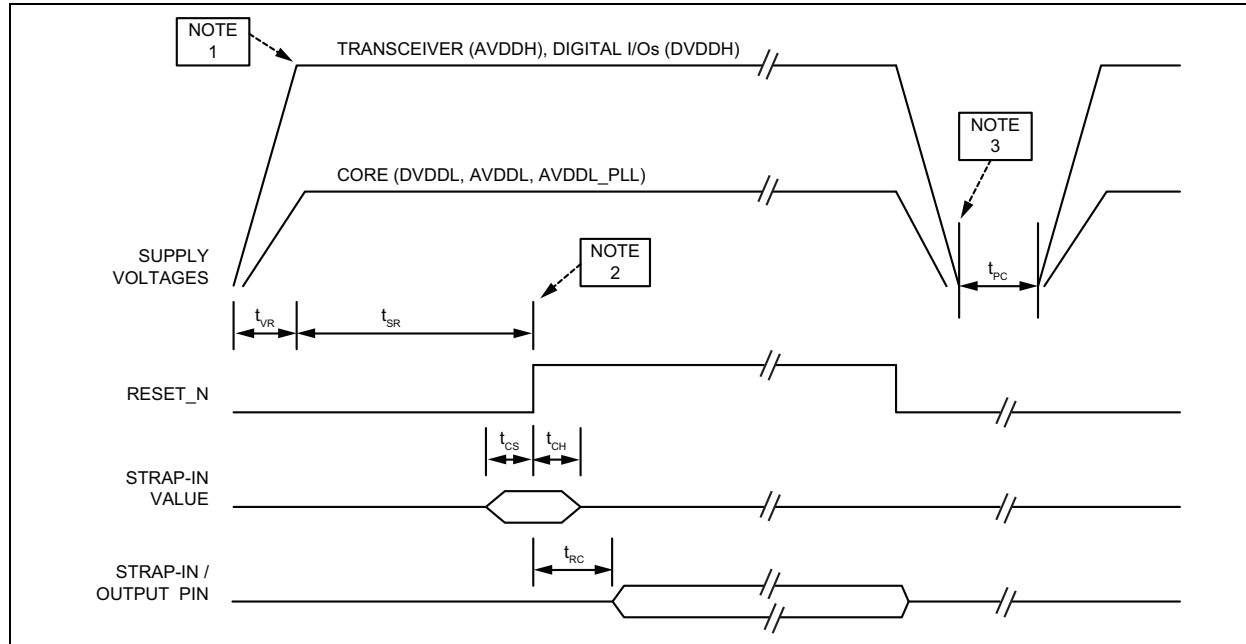 NOTE
1
TRANSCEIVER (AVDDH), DIGITAL I/Os (DVDDH)
NOTE
3
CORE (DVDDL, AVDDL, AVDDL_PLL)
NOTE
2
SUPPLY
VOLTAGES
tPC
tVR
tSR
RESET_N
tCS
tCH
STRAP-IN
VALUE
tRC
STRAP-IN /
OUTPUT PIN